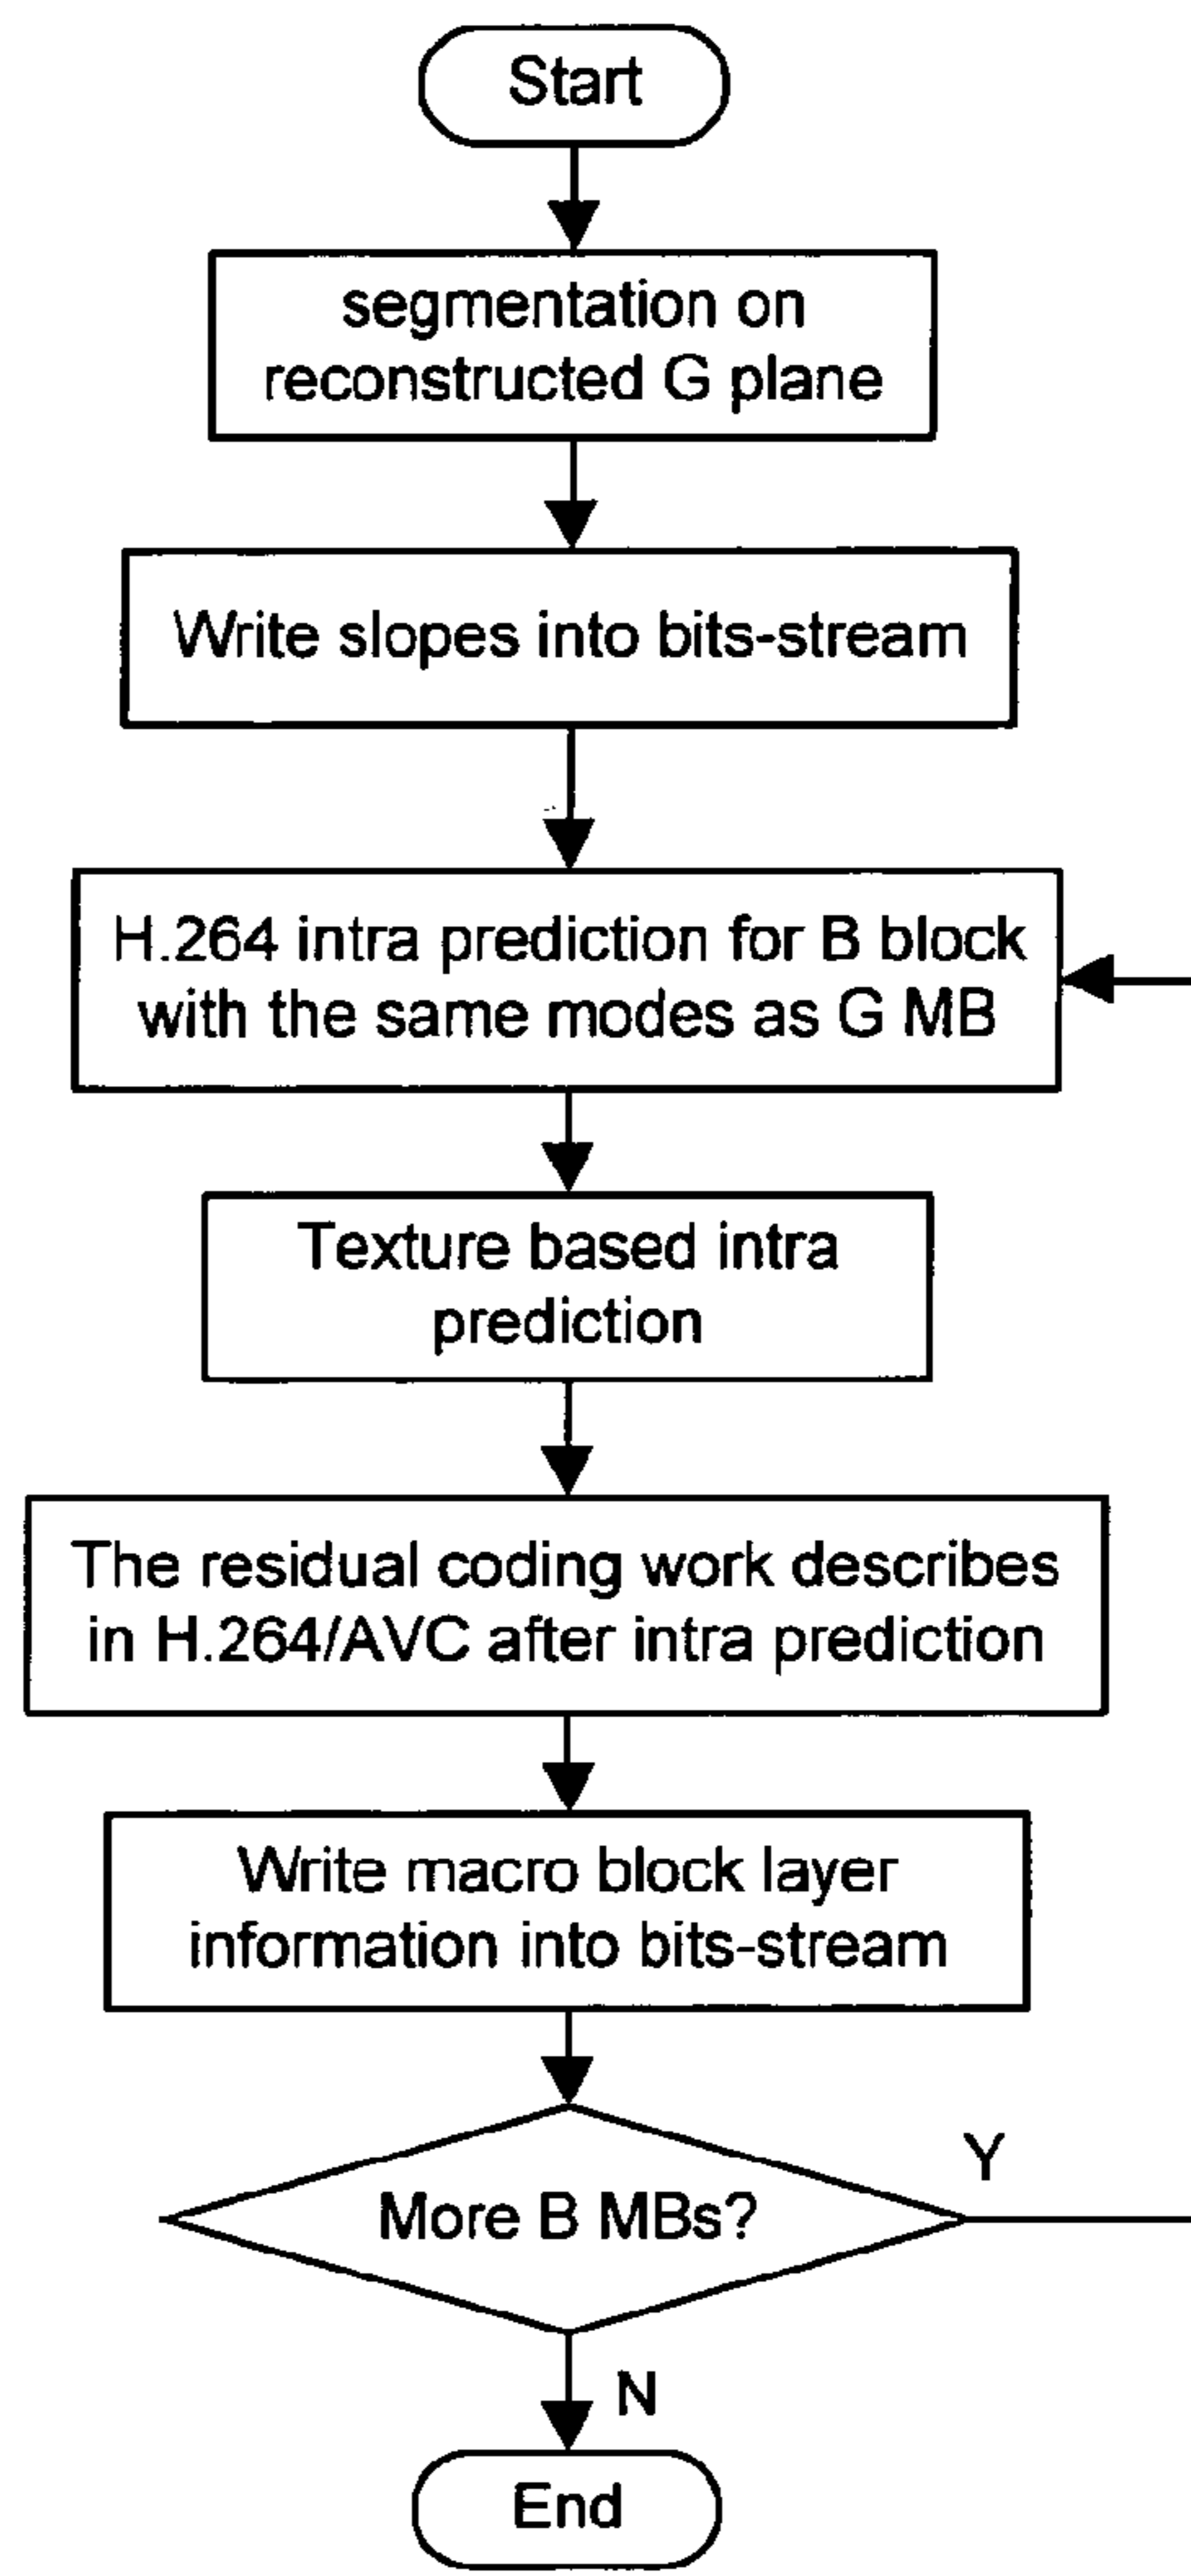 Start
segmentation on
reconstructed G plane
Write slopes into bits-stream
H.264 intra prediction for B block
with the same modes as G MB
Texture based intra
prediction
The residual coding work describes
in H.264/AVC after intra prediction
Write macro block layer
information into bits-stream
More B MBs?
Y
N
End